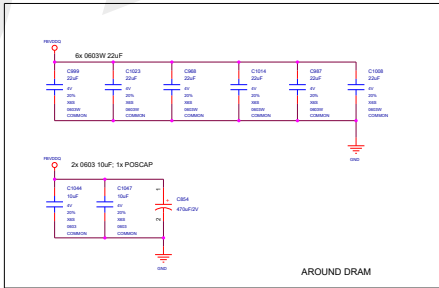 FBVDDQ
6x 0603W 22uF
C999
22uF
4V
20%
X6S
0603W
COMMON
C1023
22uF
4V
20%
X6S
0603W
COMMON
C968
22uF
4V
20%
X6S
0603W
COMMON
C1014
22uF
4V
20%
X6S
0603W
COMMON
C987
22uF
4V
20%
X6S
0603W
COMMON
C1008
22uF
4V
20%
X6S
0603W
COMMON
GND
FBVDDQ
2x 0603 10uF; 1x POSCAP
C1044
10uF
4V
20%
X6S
0603
COMMON
C1047
10uF
4V
20%
X6S
0603
COMMON
1
+
2
C854
470uF/2V
GND
AROUND DRAM